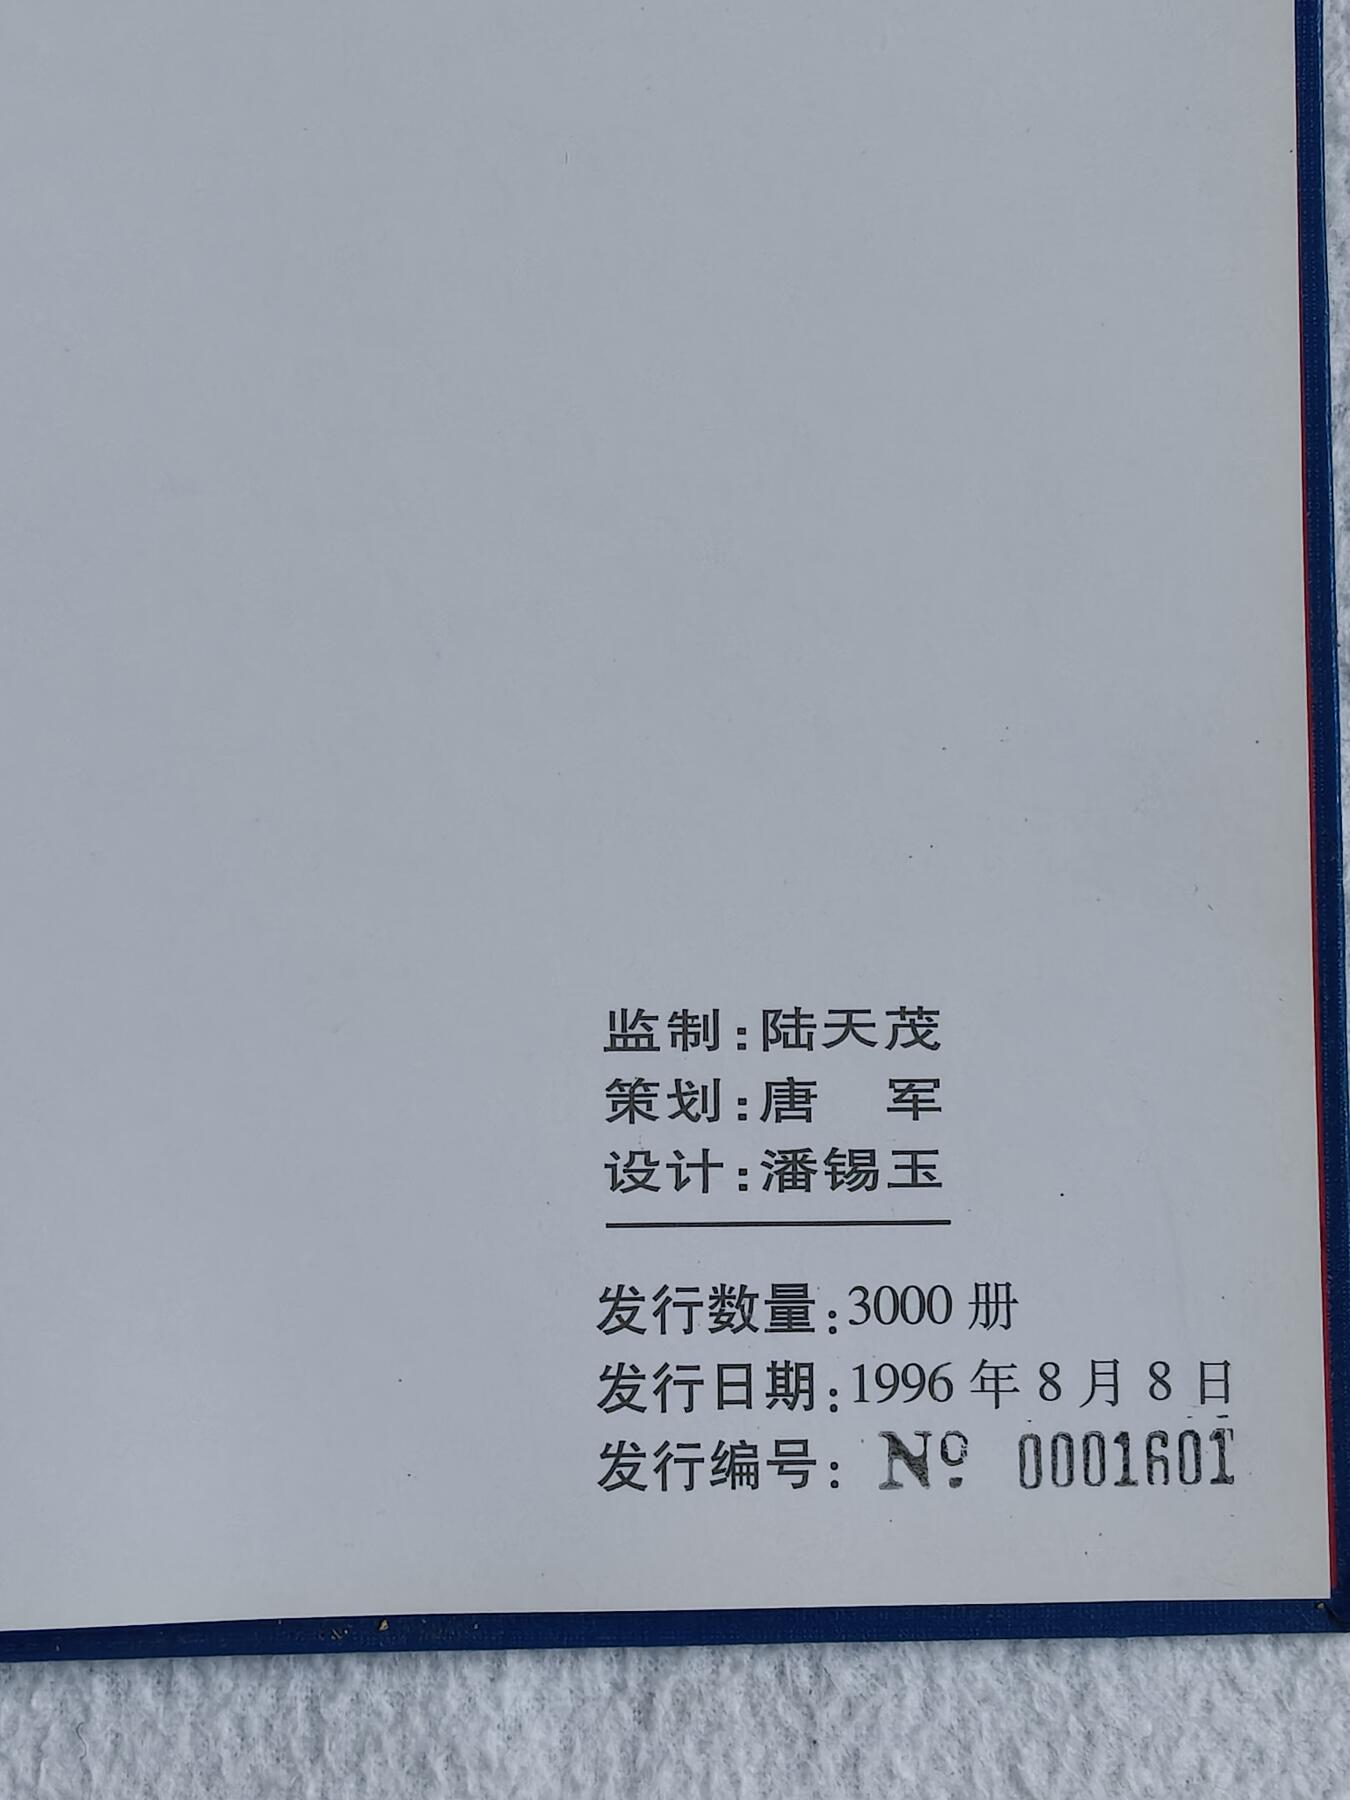 监制:陆天茂
策划:唐 军
设计:潘锡玉
发行数量:3000 册
发行日期:1996 年 8 月 8 日
发行编号: Nº 0001601